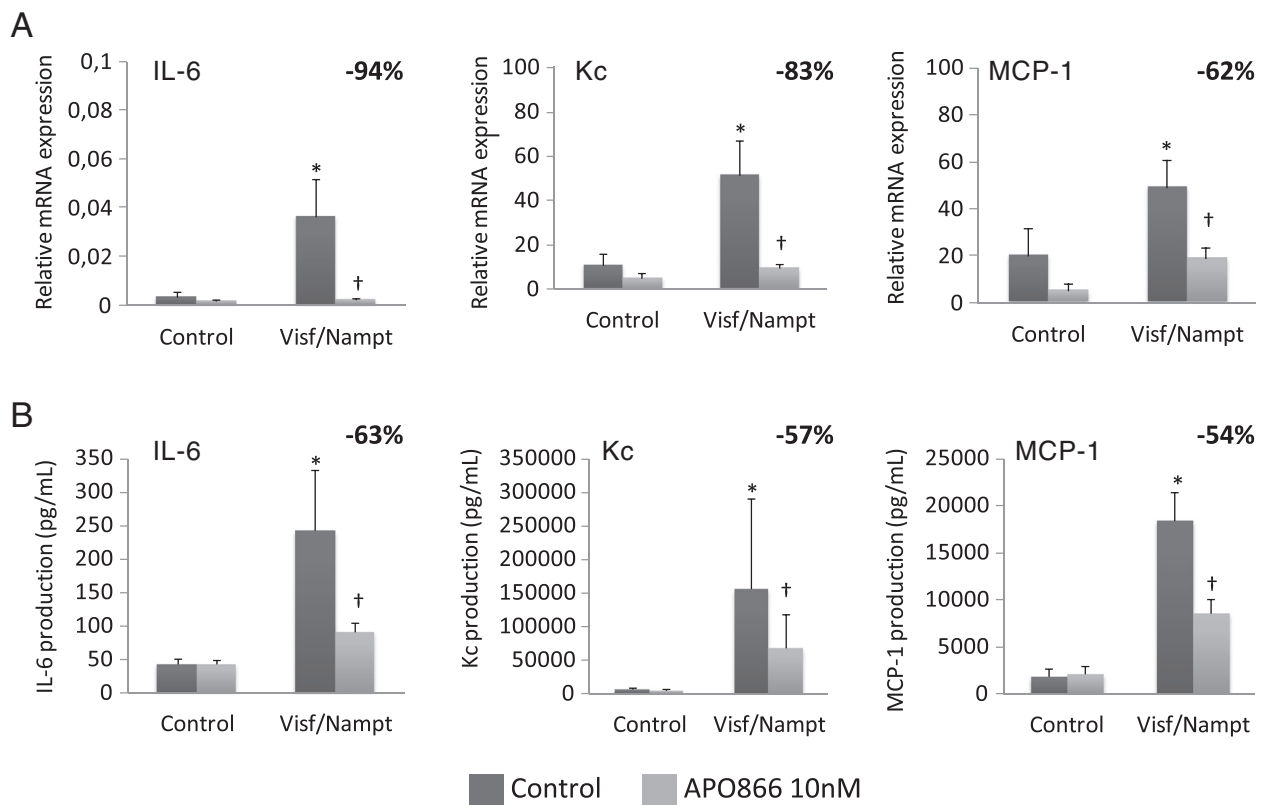 A
IL-6
-94%
Relative mRNA expression
0,1
0,08
0,06
0,04
0,02
0
*
†
Control
Visf/Nampt
Kc
-83%
Relative mRNA expression
100
80
60
40
20
0
*
†
Control
Visf/Nampt
MCP-1
-62%
Relative mRNA expression
100
80
60
40
20
0
*
†
Control
Visf/Nampt
B
IL-6
-63%
IL-6 production (pg/mL)
350
300
250
200
150
100
50
0
*
†
Control
Visf/Nampt
Kc
-57%
Kc production (pg/mL)
350000
300000
250000
200000
150000
100000
50000
0
*
†
Control
Visf/Nampt
MCP-1
-54%
MCP-1 production (pg/mL)
25000
20000
15000
10000
5000
0
*
†
Control
Visf/Nampt
Control
APO866 10nM